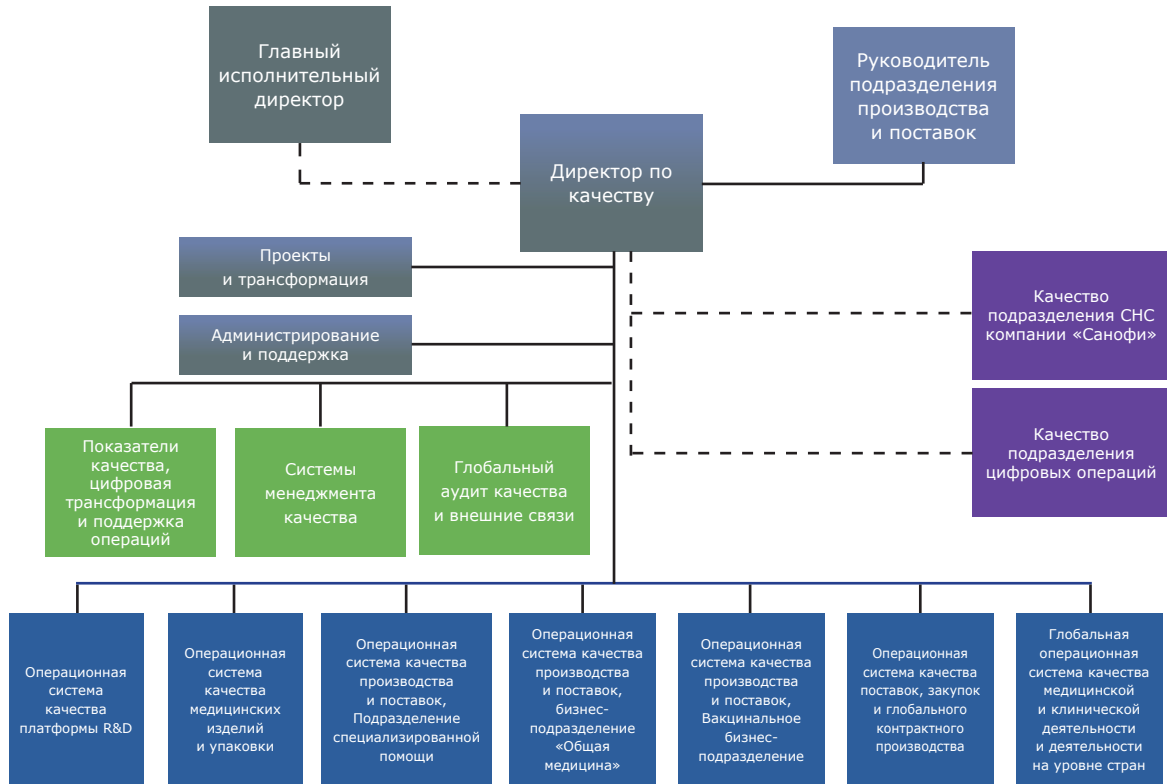 Главный
исполнительный
директор
Руководитель
подразделения
производства
и поставок
Директор по
качеству
Проекты
и трансформация
Администрирование
и поддержка
Качество
подразделения CHC
компании «Санофи»
Качество
подразделения
цифровых операций
Показатели
качества,
цифровая
трансформация
и поддержка
операций
Системы
менеджмента
качества
Глобальный
аудит качества
и внешние связи
Операционная
система
качества
платформы R&D
Операционная
система
качества
медицинских
изделий
и упаковки
Операционная
система качества
производства
и поставок,
Подразделение
специализированной
помощи
Операционная
система качества
производства
и поставок,
бизнес-
подразделение
«Общая
медицина»
Операционная
система качества
производства
и поставок,
Вакцинальное
бизнес-
подразделение
Операционная
система качества
поставок, закупок
и глобального
контрактного
производства
Глобальная
операционная
система качества
медицинской
и клинической
деятельности
и деятельности
на уровне стран